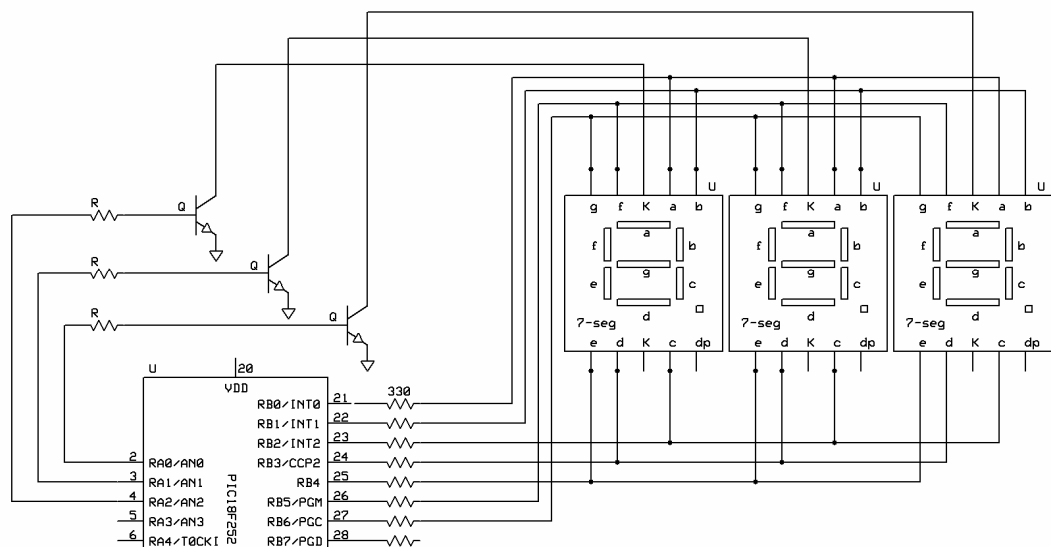 U U U
g f K a b g f K a b g f K a b
R Q
a a a
f b f b f b
g g g
R Q
e c e c e c
d d d
R Q
7-seg 7-seg 7-seg
e d K c dp e d K c dp e d K c dp
U 20
VDD
330
RB0/INT0 21
RB1/INT1 22
RB2/INT2 23
2 RA0/AN0 RB3/CCP2 24
3 RA1/AN1 RB4 25
4 RA2/AN2 RB5/PGM 26
5 RA3/AN3 RB6/PGC 27
6 RA4/T0CKI RB7/PGD 28
PIC18F252